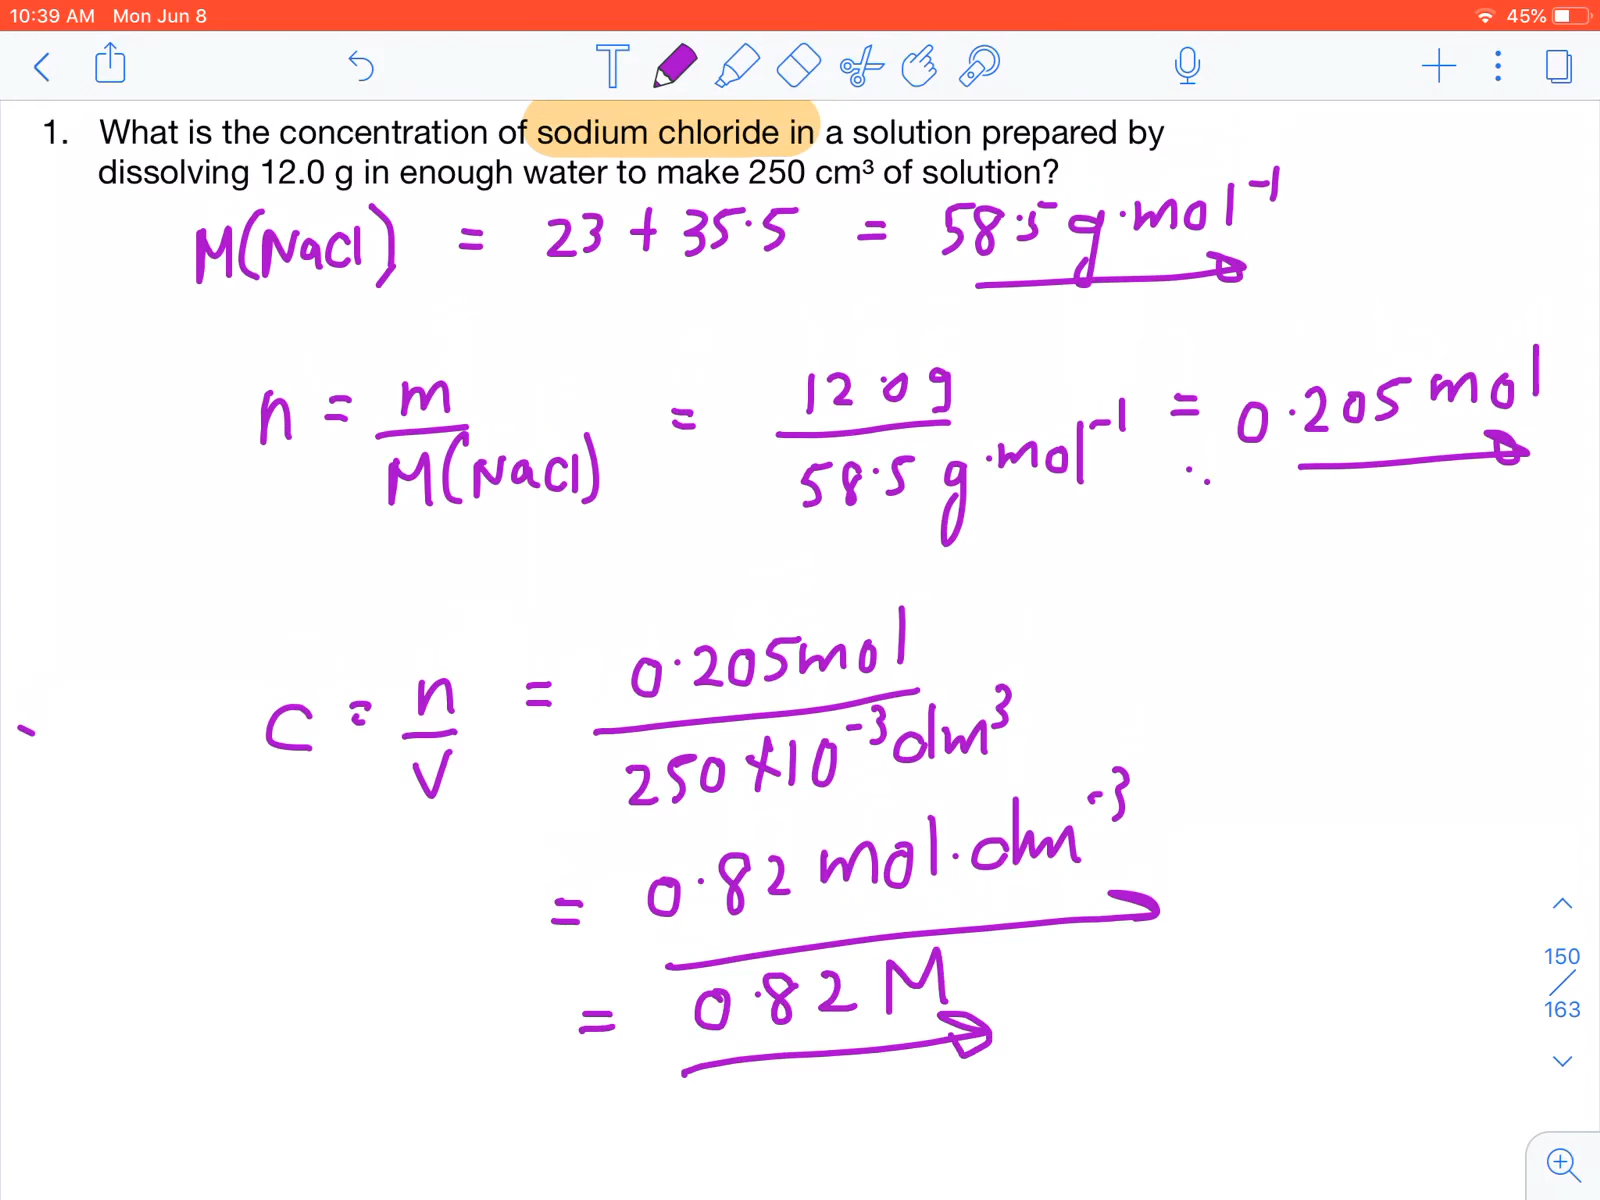 10:39 AM Mon Jun 8 45%
1. What is the concentration of sodium chloride in a solution prepared by
dissolving 12.0 g in enough water to make 250 cm³ of solution?
M(NaCl) = 23 + 35.5 = 58.5 g.mol⁻¹
n = m / M(NaCl) = 12.0g / 58.5 g.mol⁻¹ = 0.205 mol
C = n / V = 0.205mol / 250 × 10⁻³ dm³
= 0.82 mol.dm⁻³
= 0.82 M
150
163